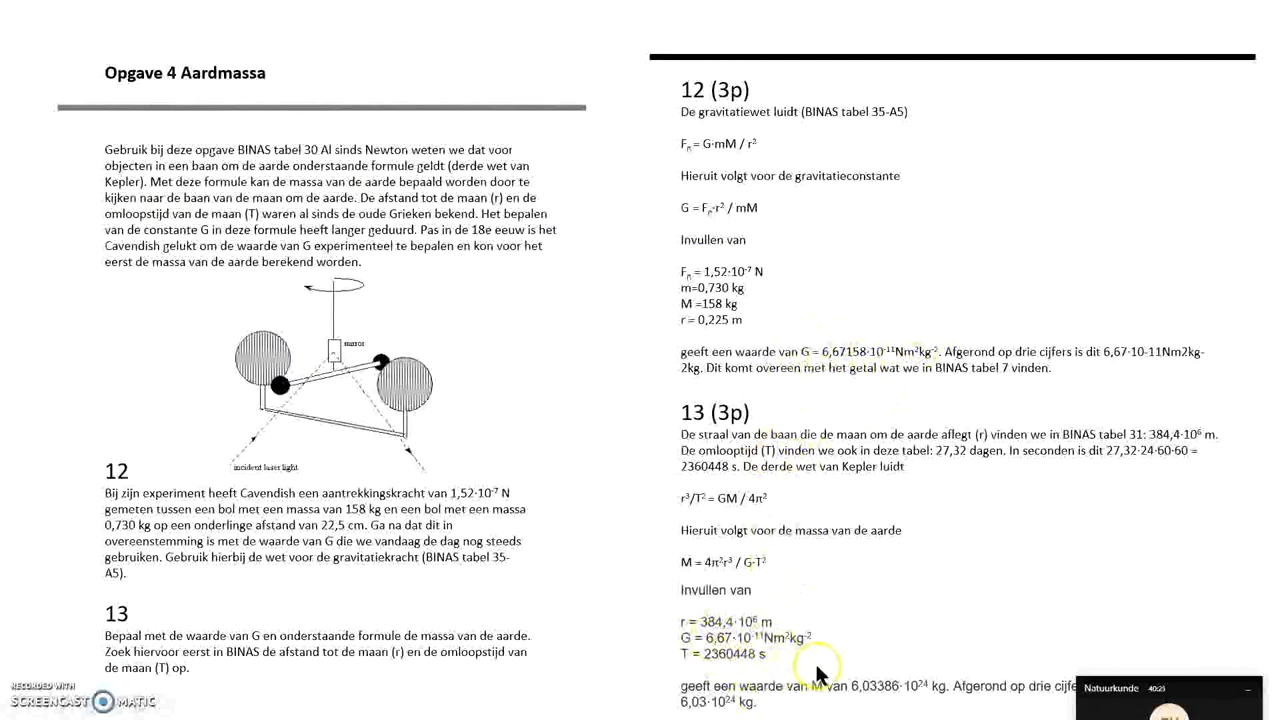 Opgave 4 Aardmassa
Gebruik bij deze opgave BINAS tabel 30 Al sinds Newton weten we dat voor
objecten in een baan om de aarde onderstaande formule geldt (derde wet van
Kepler). Met deze formule kan de massa van de aarde bepaald worden door te
kijken naar de baan van de maan om de aarde. De afstand tot de maan (r) en de
omloopstijd van de maan (T) waren al sinds de oude Grieken bekend. Het bepalen
van de constante G in deze formule heeft langer geduurd. Pas in de 18e eeuw is het
Cavendish gelukt om de waarde van G experimenteel te bepalen en kon voor het
eerst de massa van de aarde berekend worden.
mirror
incident laser light
12
Bij zijn experiment heeft Cavendish een aantrekkingskracht van 1,52·10⁻⁷ N
gemeten tussen een bol met een massa van 158 kg en een bol met een massa
0,730 kg op een onderlinge afstand van 22,5 cm. Ga na dat dit in
overeenstemming is met de waarde van G die we vandaag de dag nog steeds
gebruiken. Gebruik hierbij de wet voor de gravitatiekracht (BINAS tabel 35-
A5).
13
Bepaal met de waarde van G en onderstaande formule de massa van de aarde.
Zoek hiervoor eerst in BINAS de afstand tot de maan (r) en de omloopstijd van
de maan (T) op.
RECORDED WITH
SCREENCAST MATIC
12 (3p)
De gravitatiewet luidt (BINAS tabel 35-A5)
Fₙ = G·mM / r²
Hieruit volgt voor de gravitatieconstante
G = Fₙ·r² / mM
Invullen van
Fₙ = 1,52·10⁻⁷ N
m=0,730 kg
M =158 kg
r = 0,225 m
geeft een waarde van G = 6,67158·10⁻¹¹Nm²kg⁻². Afgerond op drie cijfers is dit 6,67·10-11Nm2kg-
2kg. Dit komt overeen met het getal wat we in BINAS tabel 7 vinden.
13 (3p)
De straal van de baan die de maan om de aarde aflegt (r) vinden we in BINAS tabel 31: 384,4·10⁶ m.
De omlooptijd (T) vinden we ook in deze tabel: 27,32 dagen. In seconden is dit 27,32·24·60·60 =
2360448 s. De derde wet van Kepler luidt
r³/T² = GM / 4π²
Hieruit volgt voor de massa van de aarde
M = 4π²r³ / G·T²
Invullen van
r = 384,4·10⁶ m
G = 6,67·10⁻¹¹Nm²kg⁻²
T = 2360448 s
geeft een waarde van M van 6,03386·10²⁴ kg. Afgerond op drie
6,03·10²⁴ kg.
Natuurkunde 40:23